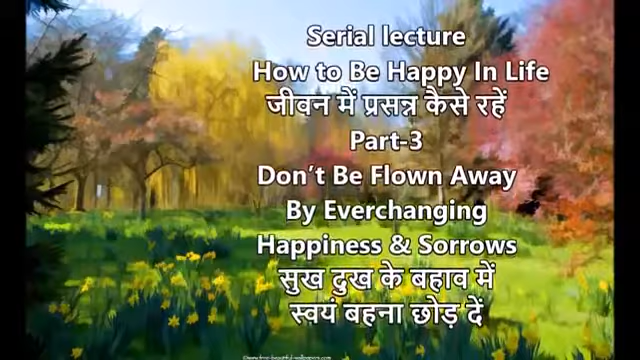 Serial lecture
How to Be Happy In Life
जीवन में प्रसन्न कैसे रहें
Part-3
Don’t Be Flown Away
By Everchanging
Happiness & Sorrows
सुख दुख के बहाव में
स्वयं बहना छोड़ दें